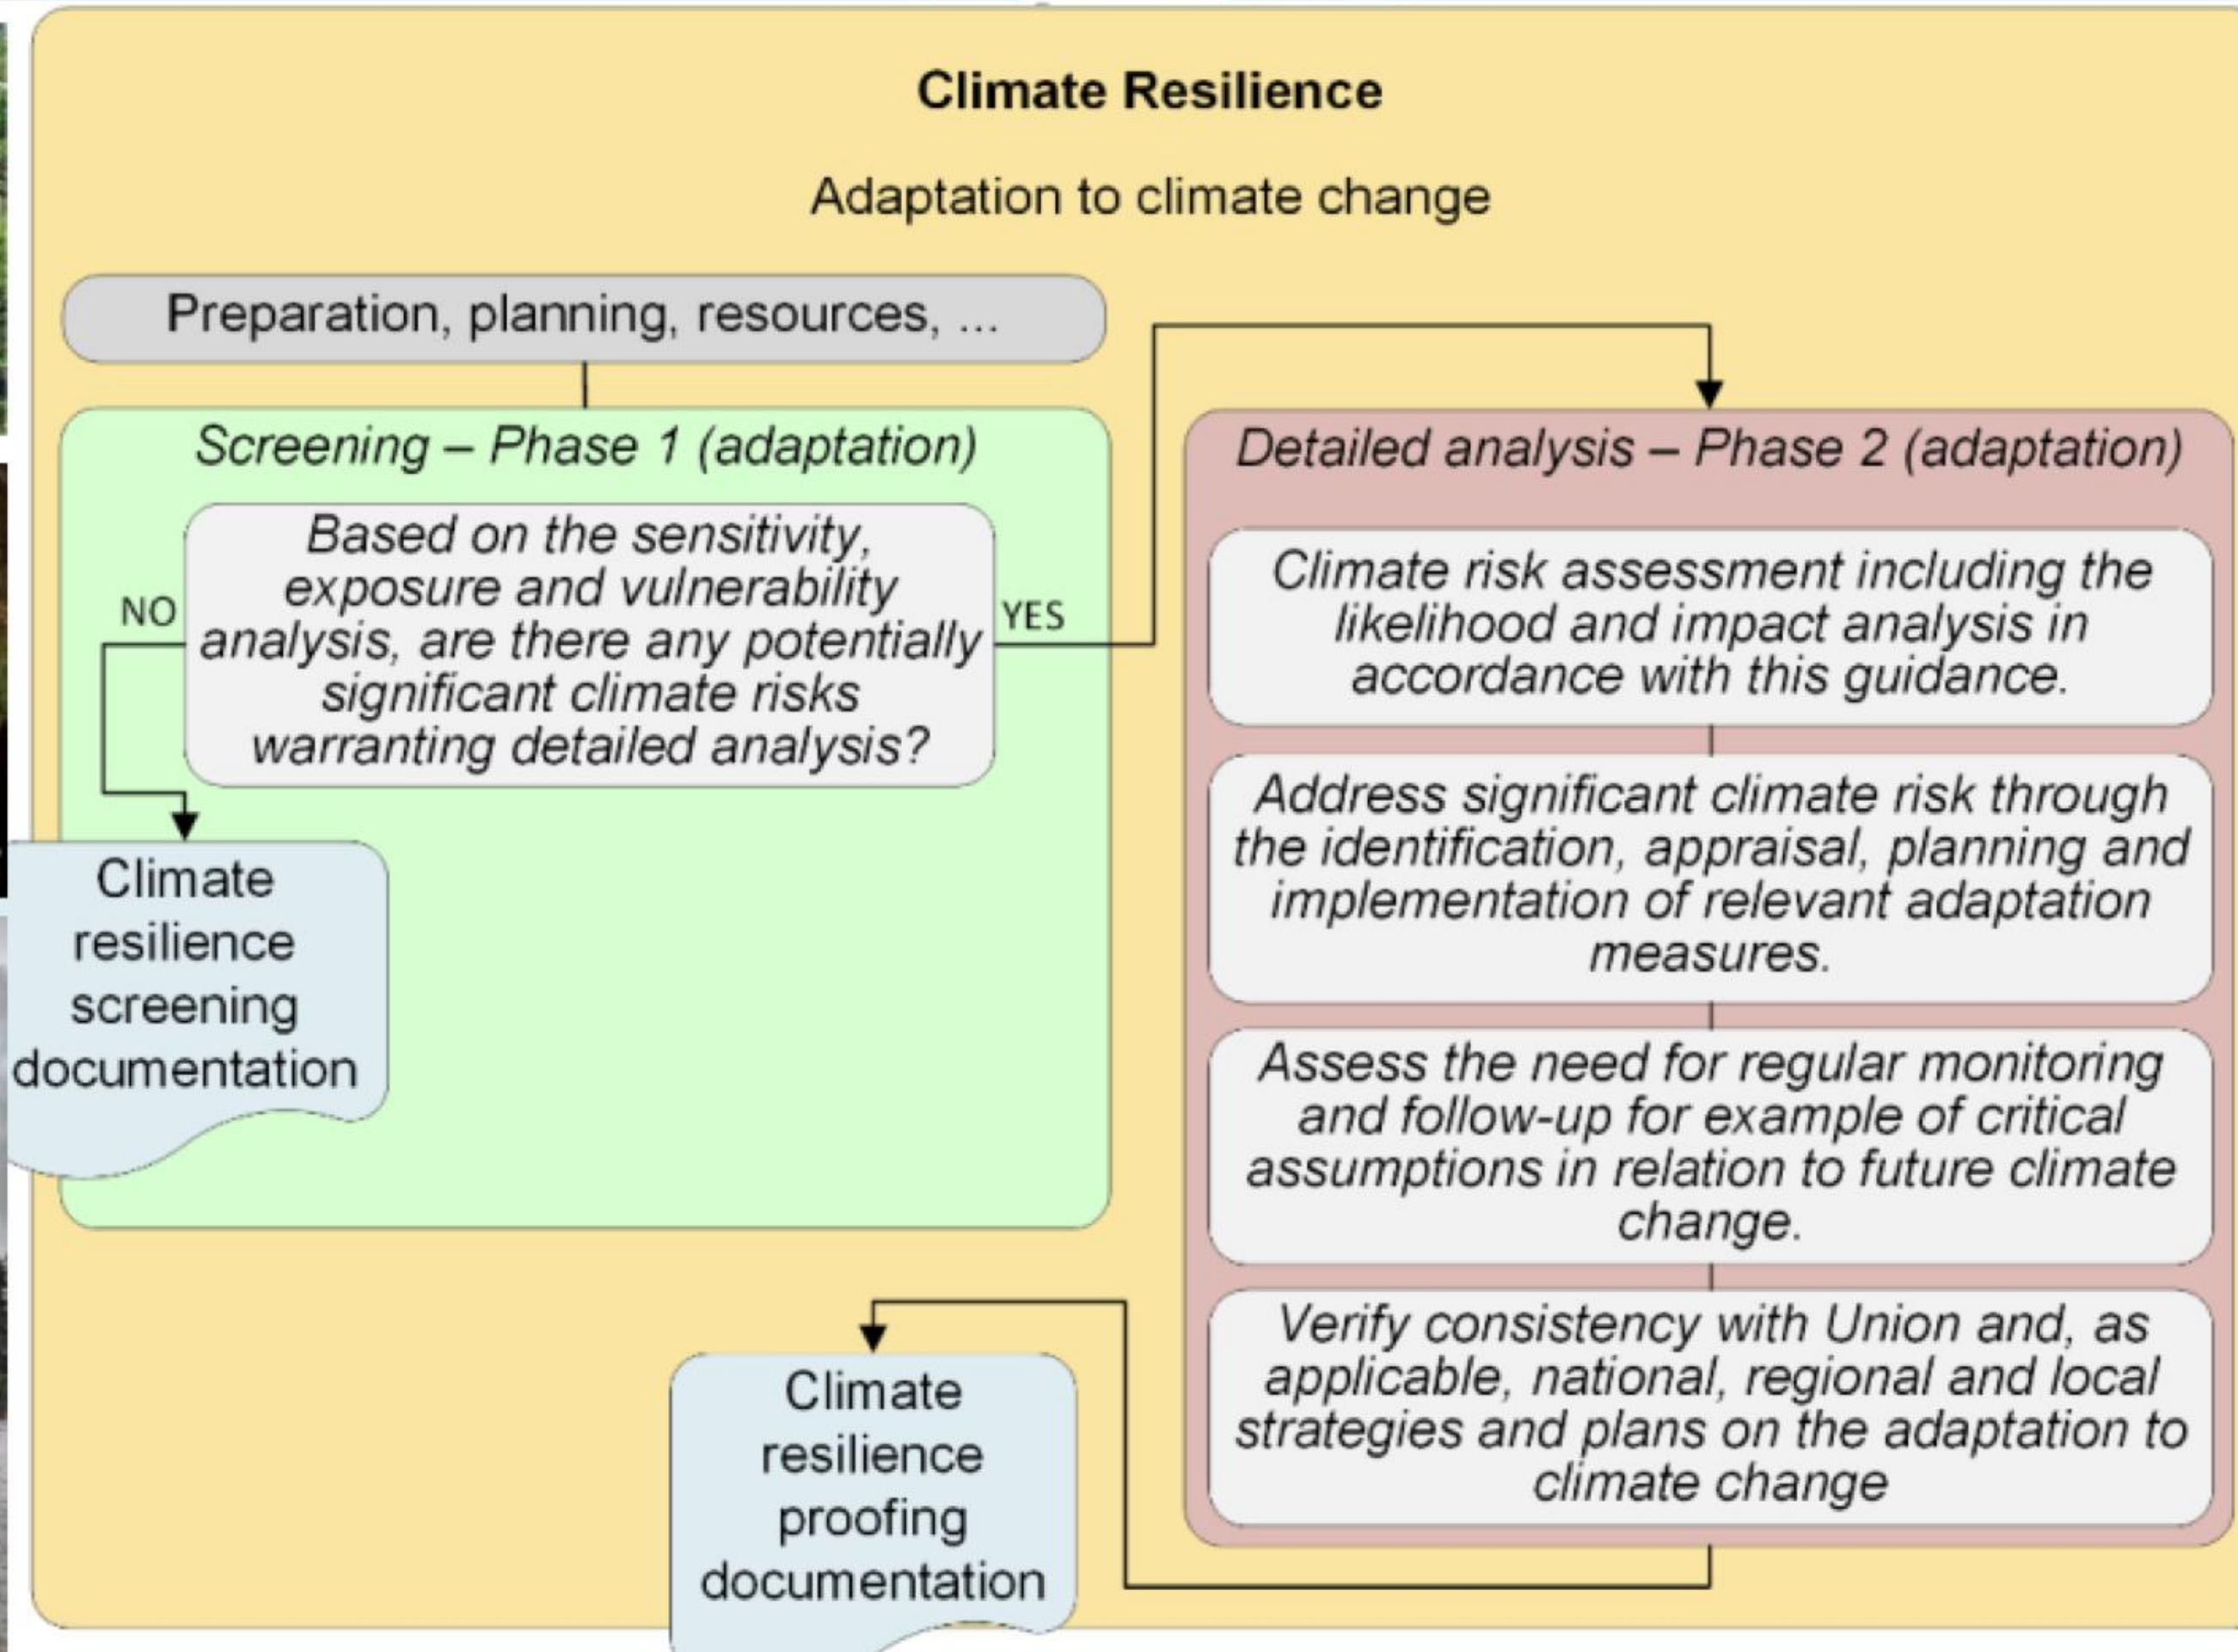 Climate Resilience
Adaptation to climate change
Preparation, planning, resources, ...
Screening – Phase 1 (adaptation)
Based on the sensitivity,
exposure and vulnerability
analysis, are there any potentially
significant climate risks
warranting detailed analysis?
NO
YES
Climate
resilience
screening
documentation
Detailed analysis – Phase 2 (adaptation)
Climate risk assessment including the
likelihood and impact analysis in
accordance with this guidance.
Address significant climate risk through
the identification, appraisal, planning and
implementation of relevant adaptation
measures.
Assess the need for regular monitoring
and follow-up for example of critical
assumptions in relation to future climate
change.
Verify consistency with Union and, as
applicable, national, regional and local
strategies and plans on the adaptation to
climate change
Climate
resilience
proofing
documentation